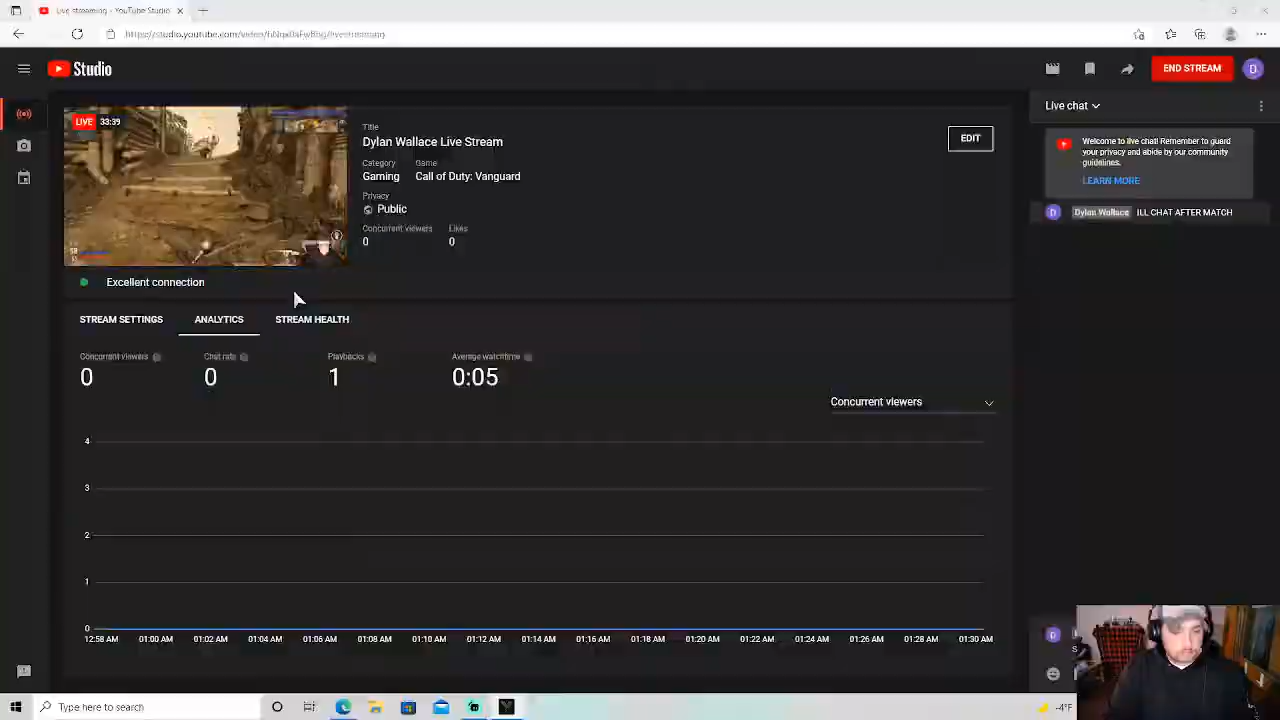 Live streaming - YouTube Studio
Studio
END STREAM
D
LIVE 33:39
Title
Dylan Wallace Live Stream
Category Game
Gaming Call of Duty: Vanguard
Privacy
Public
Concurrent viewers Likes
0 0
EDIT
Excellent connection
STREAM SETTINGS ANALYTICS STREAM HEALTH
Concurrent viewers Chat rate Playbacks Average watchtime
0 0 1 0:05
Concurrent viewers
4
3
2
1
0
12:58 AM 01:00 AM 01:02 AM 01:04 AM 01:06 AM 01:08 AM 01:10 AM 01:12 AM 01:14 AM 01:16 AM 01:18 AM 01:20 AM 01:22 AM 01:24 AM 01:26 AM 01:28 AM 01:30 AM
Live chat
Welcome to live chat! Remember to guard
your privacy and abide by our community
guidelines.
LEARN MORE
D Dylan Wallace ILL CHAT AFTER MATCH
D
Type here to search
-4°F